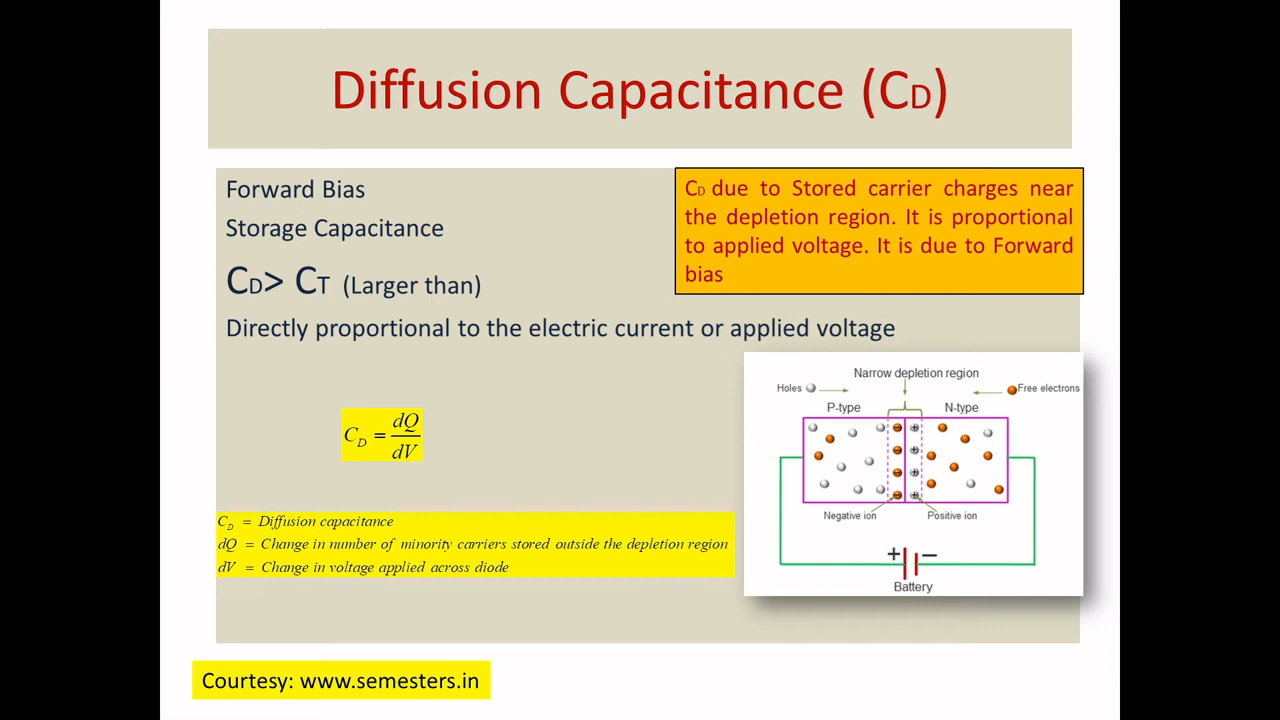 Diffusion Capacitance (CD)
Forward Bias
Storage Capacitance
CD> CT (Larger than)
Directly proportional to the electric current or applied voltage
CD due to Stored carrier charges near
the depletion region. It is proportional
to applied voltage. It is due to Forward
bias
C_D = dQ/dV
C_D = Diffusion capacitance
dQ = Change in number of minority carriers stored outside the depletion region
dV = Change in voltage applied across diode
Narrow depletion region
Holes
Free electrons
P-type
N-type
Negative ion
Positive ion
+ −
Battery
Courtesy: www.semesters.in